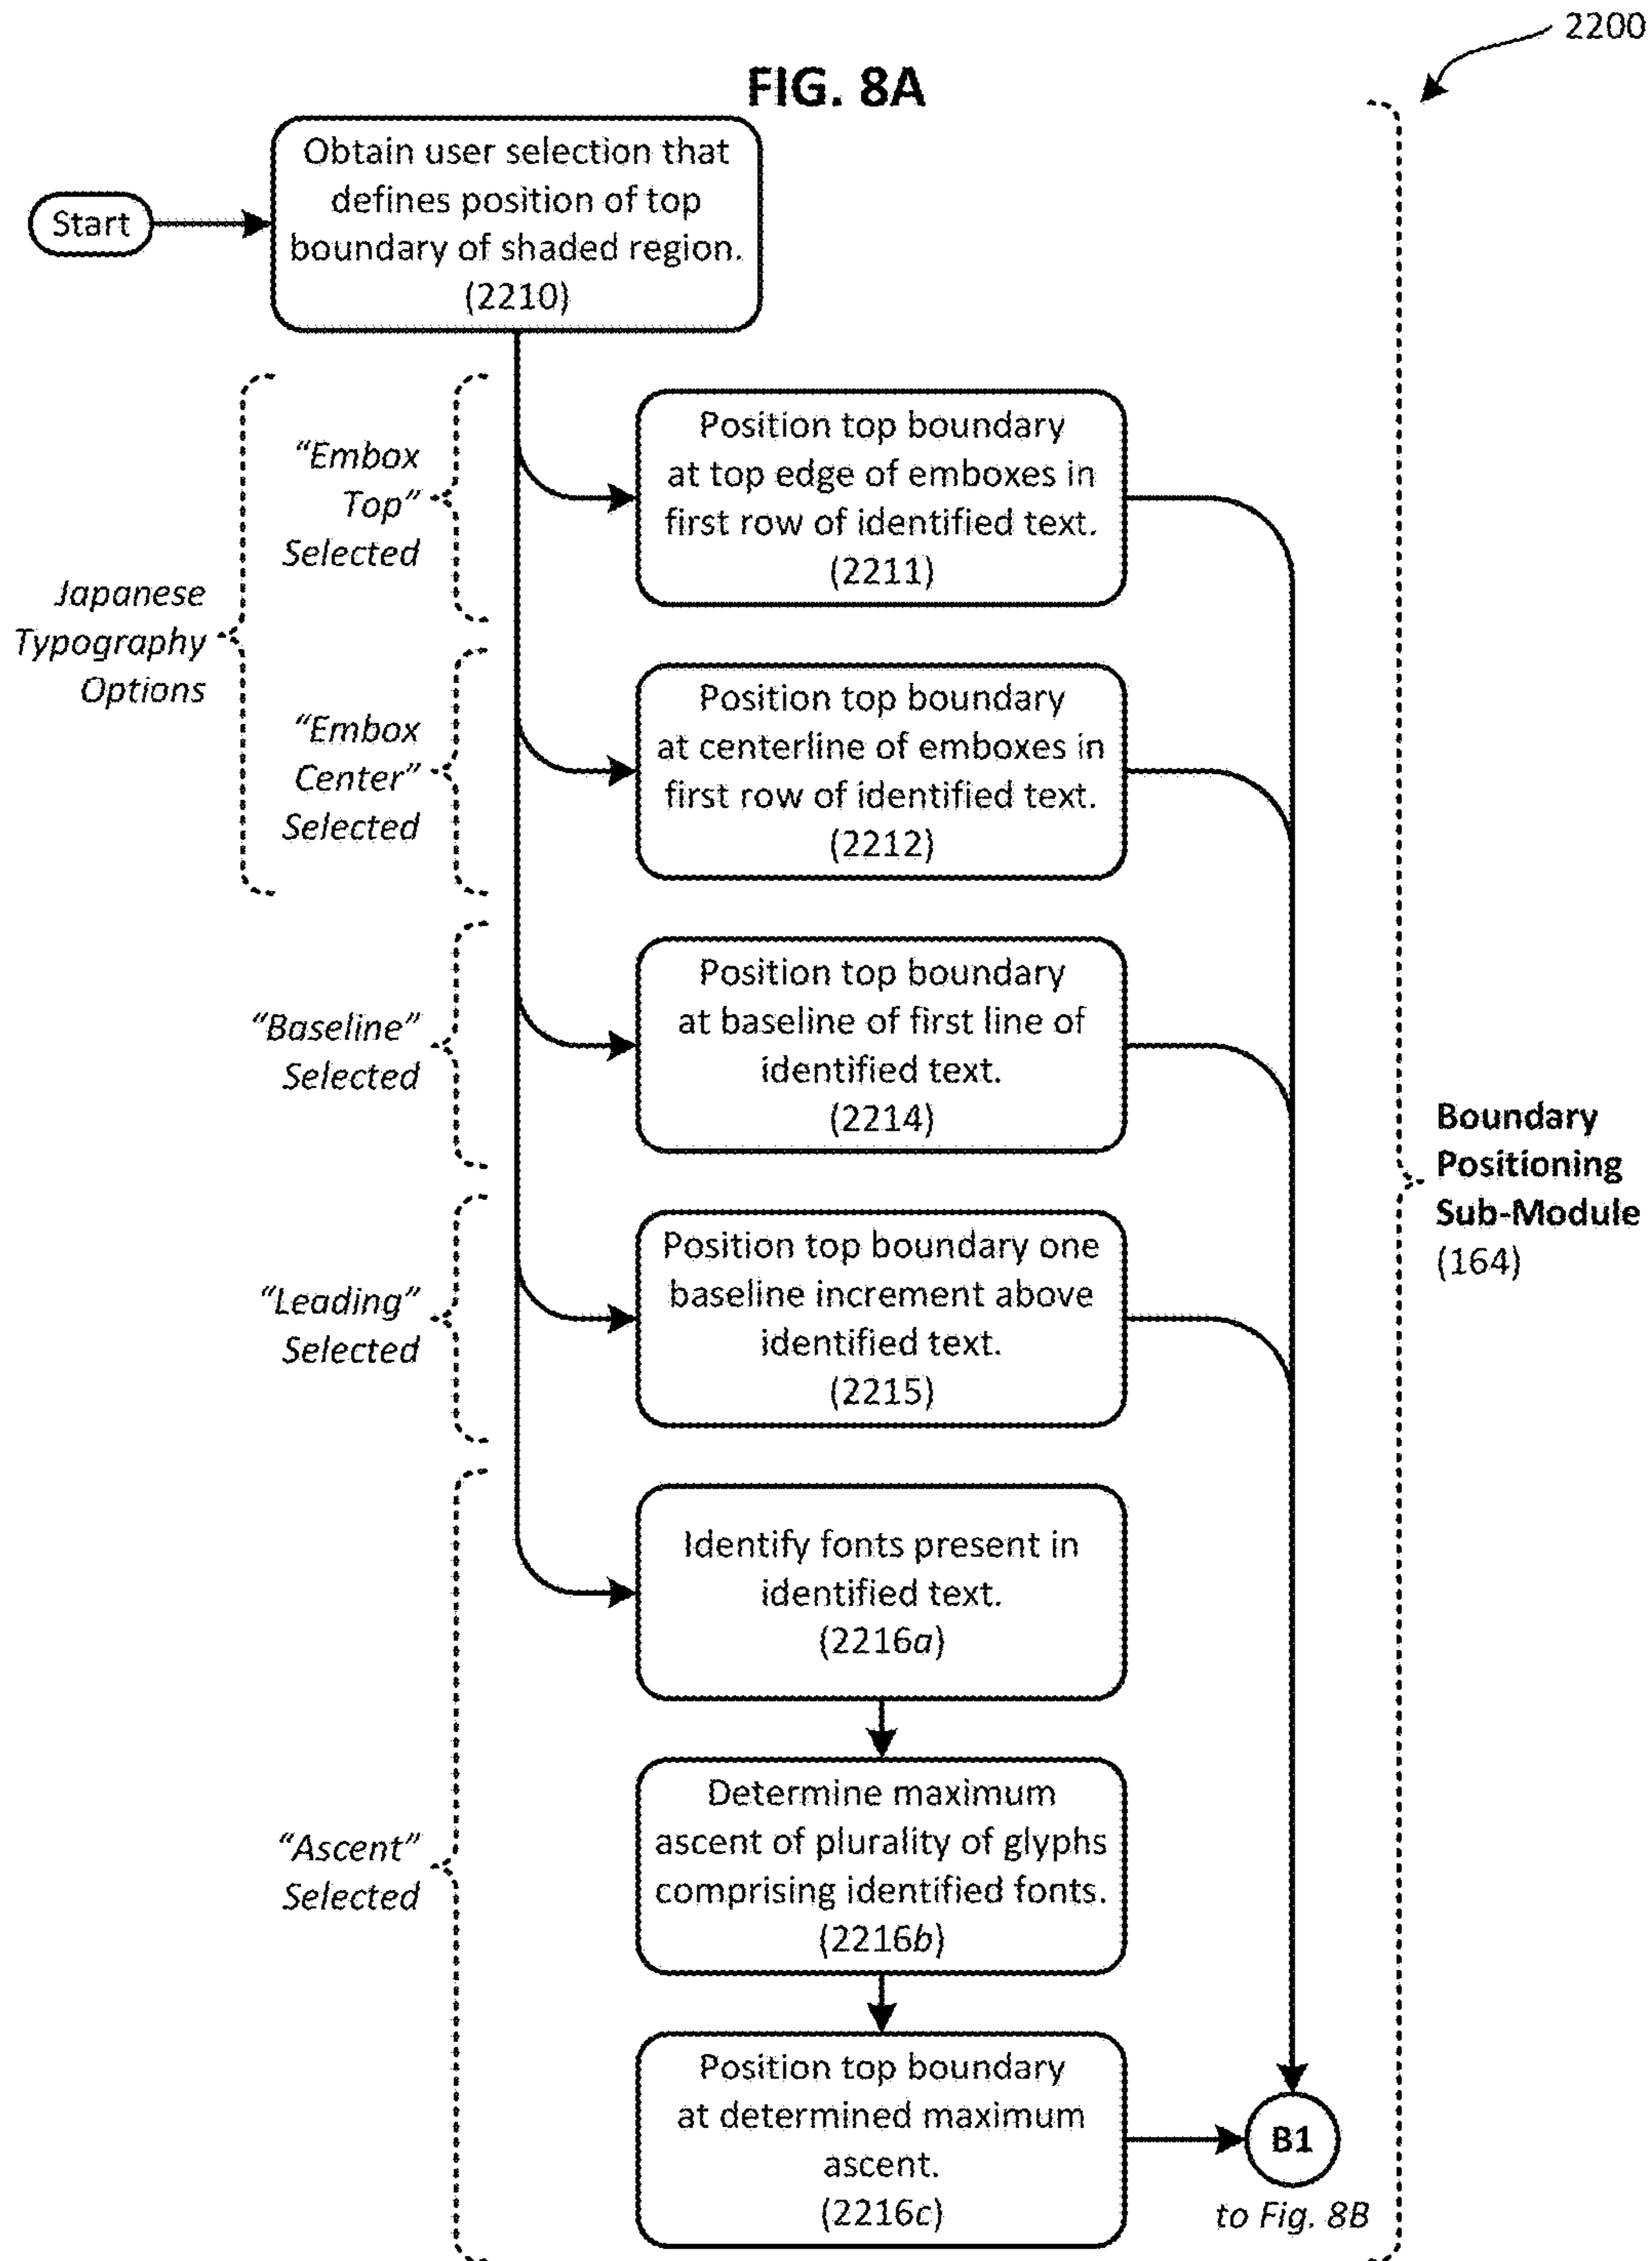 2200
FIG. 8A
Start
Obtain user selection that
defines position of top
boundary of shaded region.
(2210)
Japanese
Typography
Options
“Embox
Top”
Selected
Position top boundary
at top edge of emboxes in
first row of identified text.
(2211)
“Embox
Center”
Selected
Position top boundary
at centerline of emboxes in
first row of identified text.
(2212)
“Baseline”
Selected
Position top boundary
at baseline of first line of
identified text.
(2214)
Boundary
Positioning
Sub-Module
(164)
“Leading”
Selected
Position top boundary one
baseline increment above
identified text.
(2215)
“Ascent”
Selected
Identify fonts present in
identified text.
(2216a)
Determine maximum
ascent of plurality of glyphs
comprising identified fonts.
(2216b)
Position top boundary
at determined maximum
ascent.
(2216c)
B1
to Fig. 8B